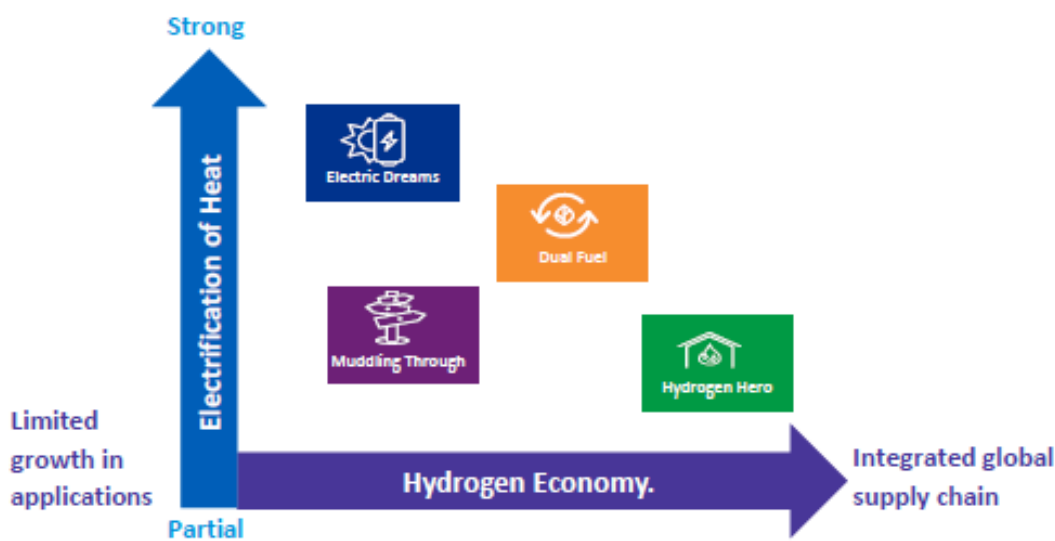 Strong
Electrification of Heat
Electric Dreams
Dual Fuel
Muddling Through
Hydrogen Hero
Limited
growth in
applications
Hydrogen Economy.
Integrated global
supply chain
Partial